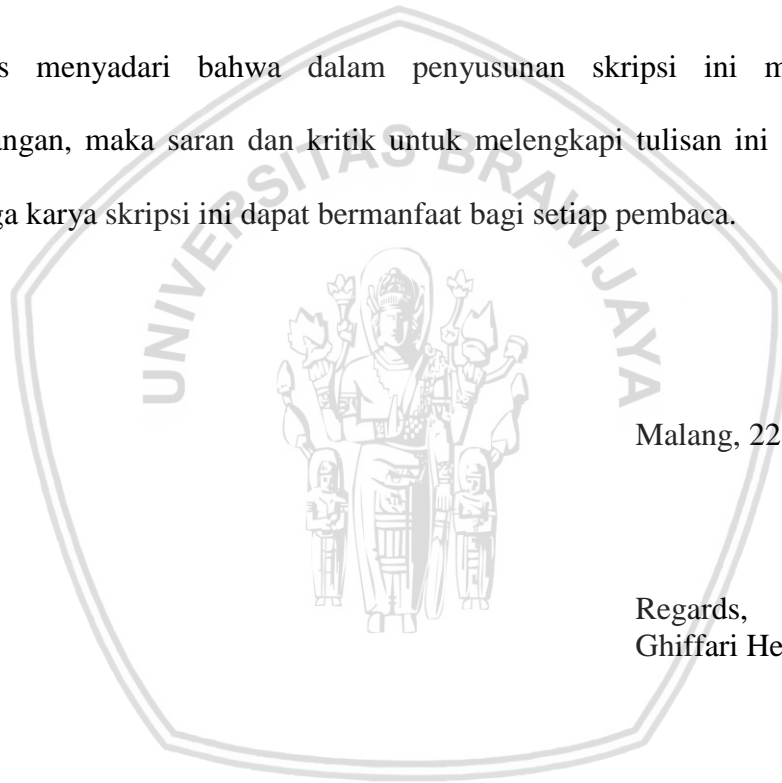 s menyadari bahwa dalam penyusunan skripsi ini m
angan, maka saran dan kritik untuk melengkapi tulisan ini
ga karya skripsi ini dapat bermanfaat bagi setiap pembaca.
UNIVERSITAS BRAWIJAYA
Malang, 22
Regards,
Ghiffari He